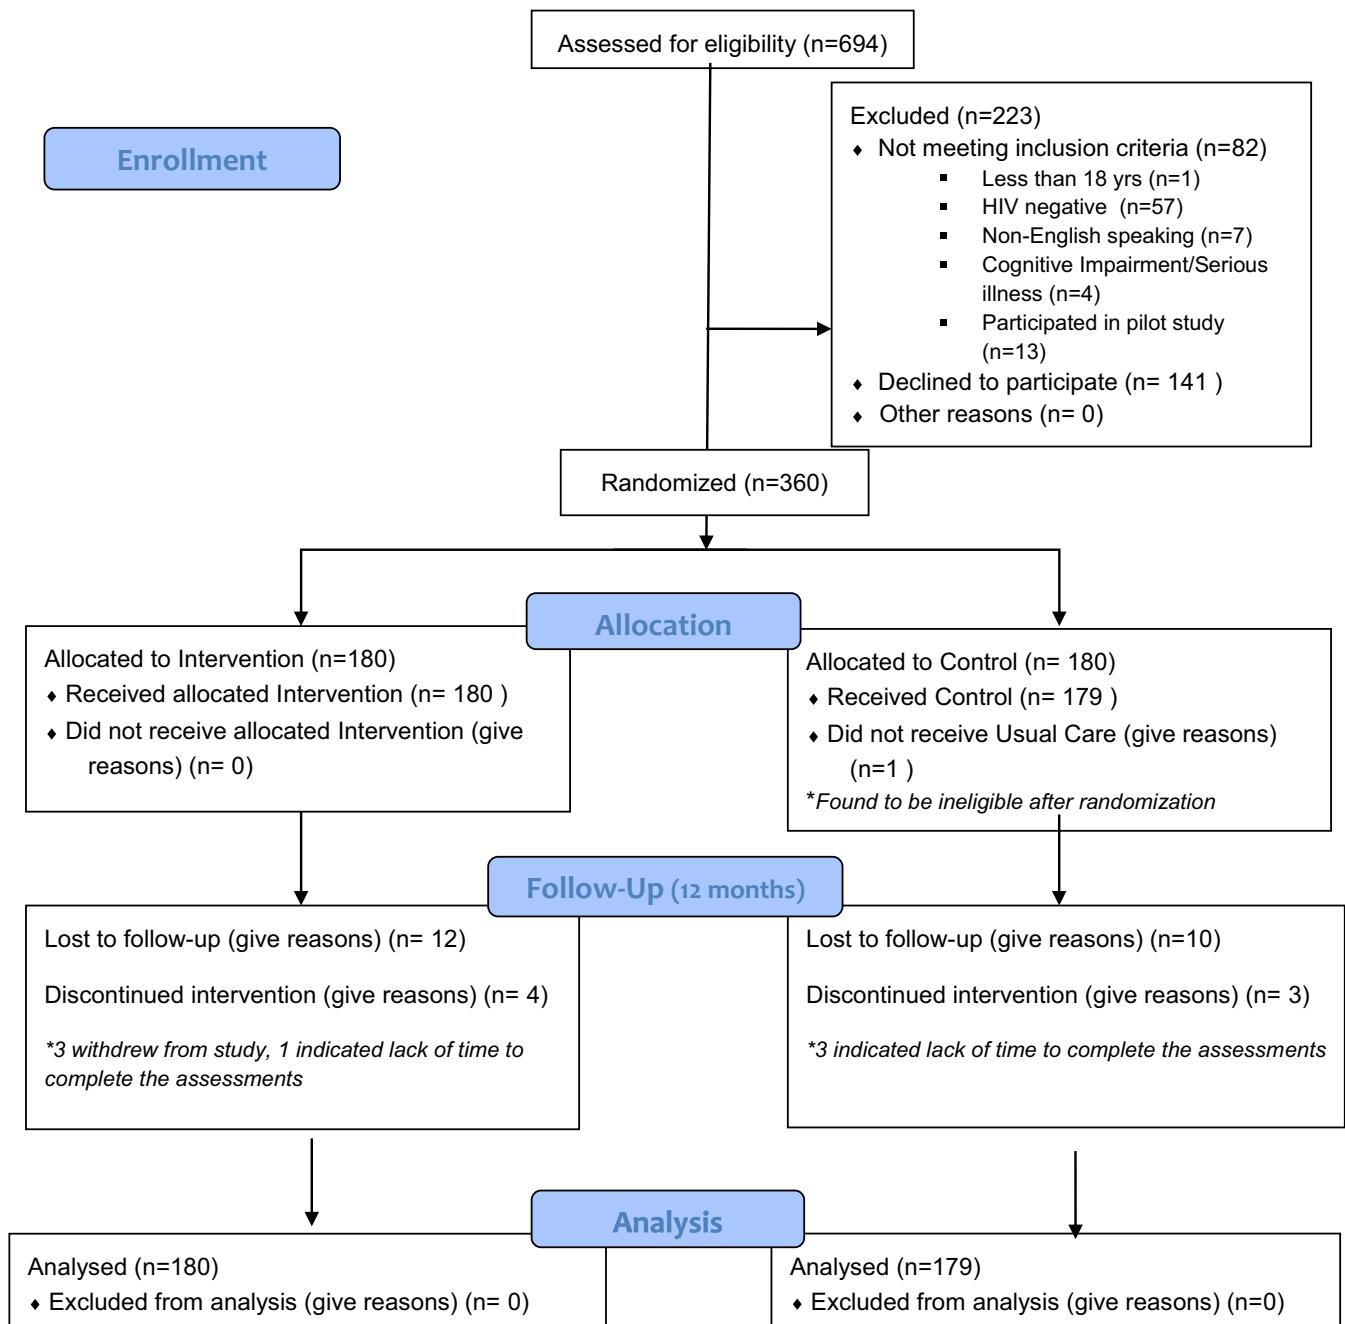 Assessed for eligibility (n=694)
Enrollment
Excluded (n=223)
♦ Not meeting inclusion criteria (n=82)
▪ Less than 18 yrs (n=1)
▪ HIV negative (n=57)
▪ Non-English speaking (n=7)
▪ Cognitive Impairment/Serious
illness (n=4)
▪ Participated in pilot study
(n=13)
♦ Declined to participate (n= 141 )
♦ Other reasons (n= 0)
Randomized (n=360)
Allocation
Allocated to Intervention (n=180)
♦ Received allocated Intervention (n= 180 )
♦ Did not receive allocated Intervention (give
reasons) (n= 0)
Allocated to Control (n= 180)
♦ Received Control (n= 179 )
♦ Did not receive Usual Care (give reasons)
(n=1 )
*Found to be ineligible after randomization
Follow-Up (12 months)
Lost to follow-up (give reasons) (n= 12)
Discontinued intervention (give reasons) (n= 4)
*3 withdrew from study, 1 indicated lack of time to
complete the assessments
Lost to follow-up (give reasons) (n=10)
Discontinued intervention (give reasons) (n= 3)
*3 indicated lack of time to complete the assessments
Analysis
Analysed (n=180)
♦ Excluded from analysis (give reasons) (n= 0)
Analysed (n=179)
♦ Excluded from analysis (give reasons) (n=0)